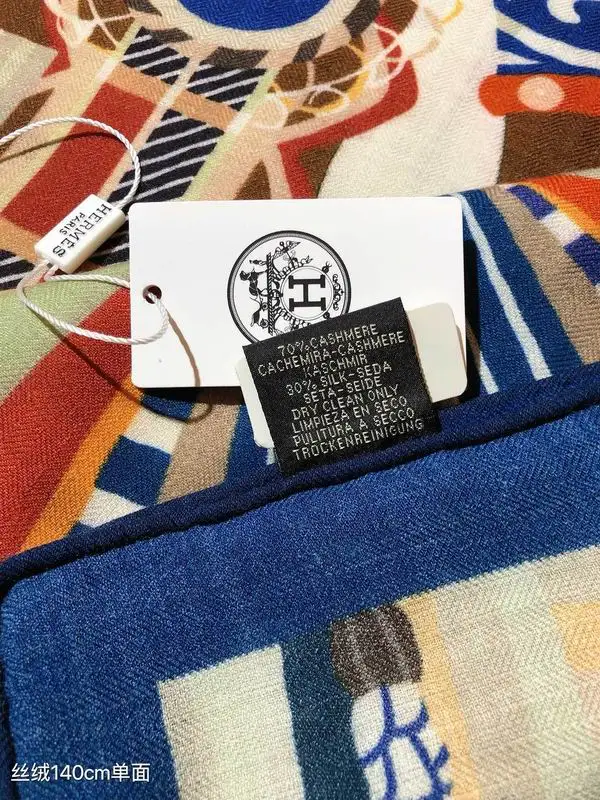 HERMÈS
PARIS
H
70%CASHMERE
CACHEMIRA-CASHMERE
KASCHMIR
30%SILK-SEDA
SETA-SEIDE
DRY CLEAN ONLY
LIMPIEZA EN SECO
PULITURA A SECCO
TROCKENREINIGUNG
丝绒140cm单面